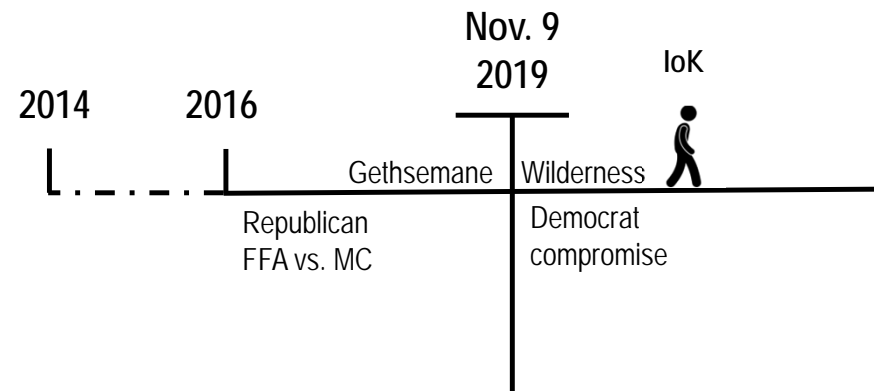 Nov. 9
2019
IoK
2014
2016
Gethsemane
Wilderness
Republican
FFA vs. MC
Democrat
compromise